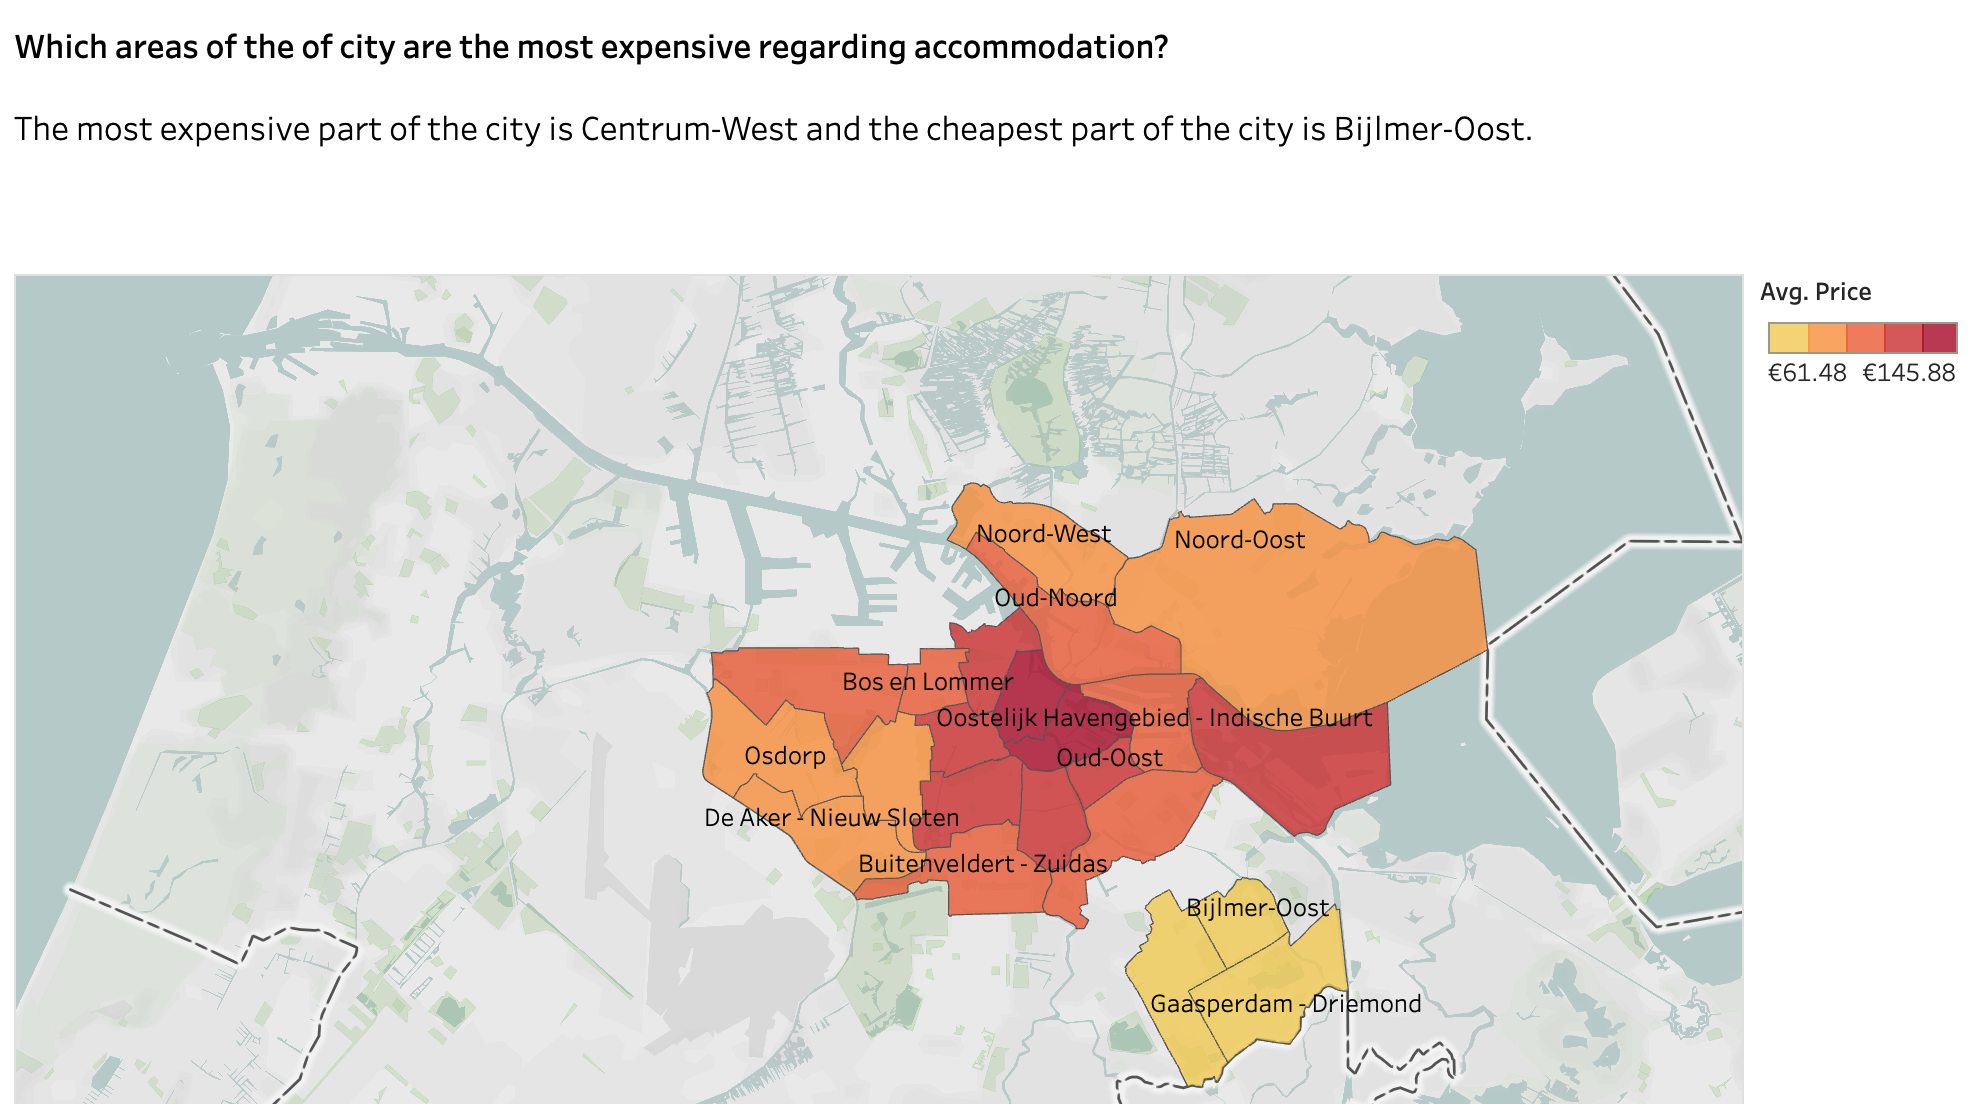 Which areas of the of city are the most expensive regarding accommodation?
The most expensive part of the city is Centrum-West and the cheapest part of the city is Bijlmer-Oost.
Avg. Price
€61.48 €145.88
Noord-West
Noord-Oost
Oud-Noord
Bos en Lommer
Oostelijk Havengebied - Indische Buurt
Osdorp
Oud-Oost
De Aker - Nieuw Sloten
Buitenveldert - Zuidas
Bijlmer-Oost
Gaasperdam - Driemond